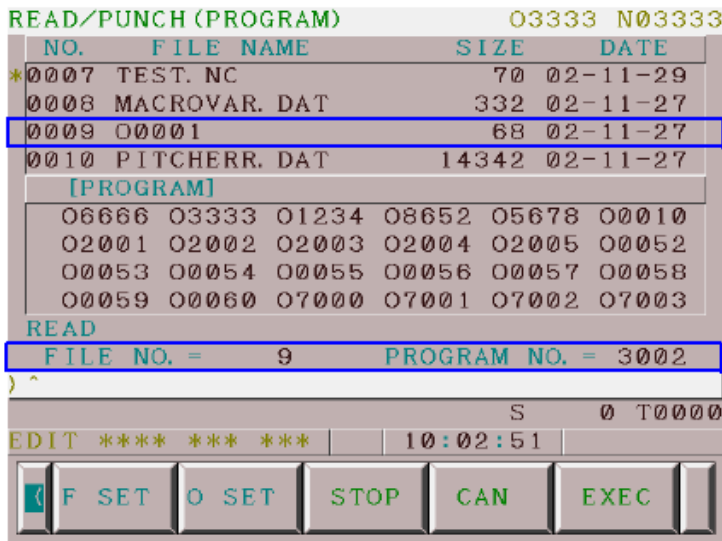 READ/PUNCH(PROGRAM) O3333 N03333
NO. FILE NAME SIZE DATE
*0007 TEST. NC 70 02-11-29
0008 MACROVAR. DAT 332 02-11-27
0009 O0001 68 02-11-27
0010 PITCHERR. DAT 14342 02-11-27
[PROGRAM]
O6666 O3333 O1234 O8652 O5678 O0010
O2001 O2002 O2003 O2004 O2005 O0052
O0053 O0054 O0055 O0056 O0057 O0058
O0059 O0060 O7000 O7001 O7002 O7003
READ
FILE NO. = 9 PROGRAM NO. = 3002
) ^
S 0 T0000
EDIT **** *** *** 10:02:51
( F SET O SET STOP CAN EXEC